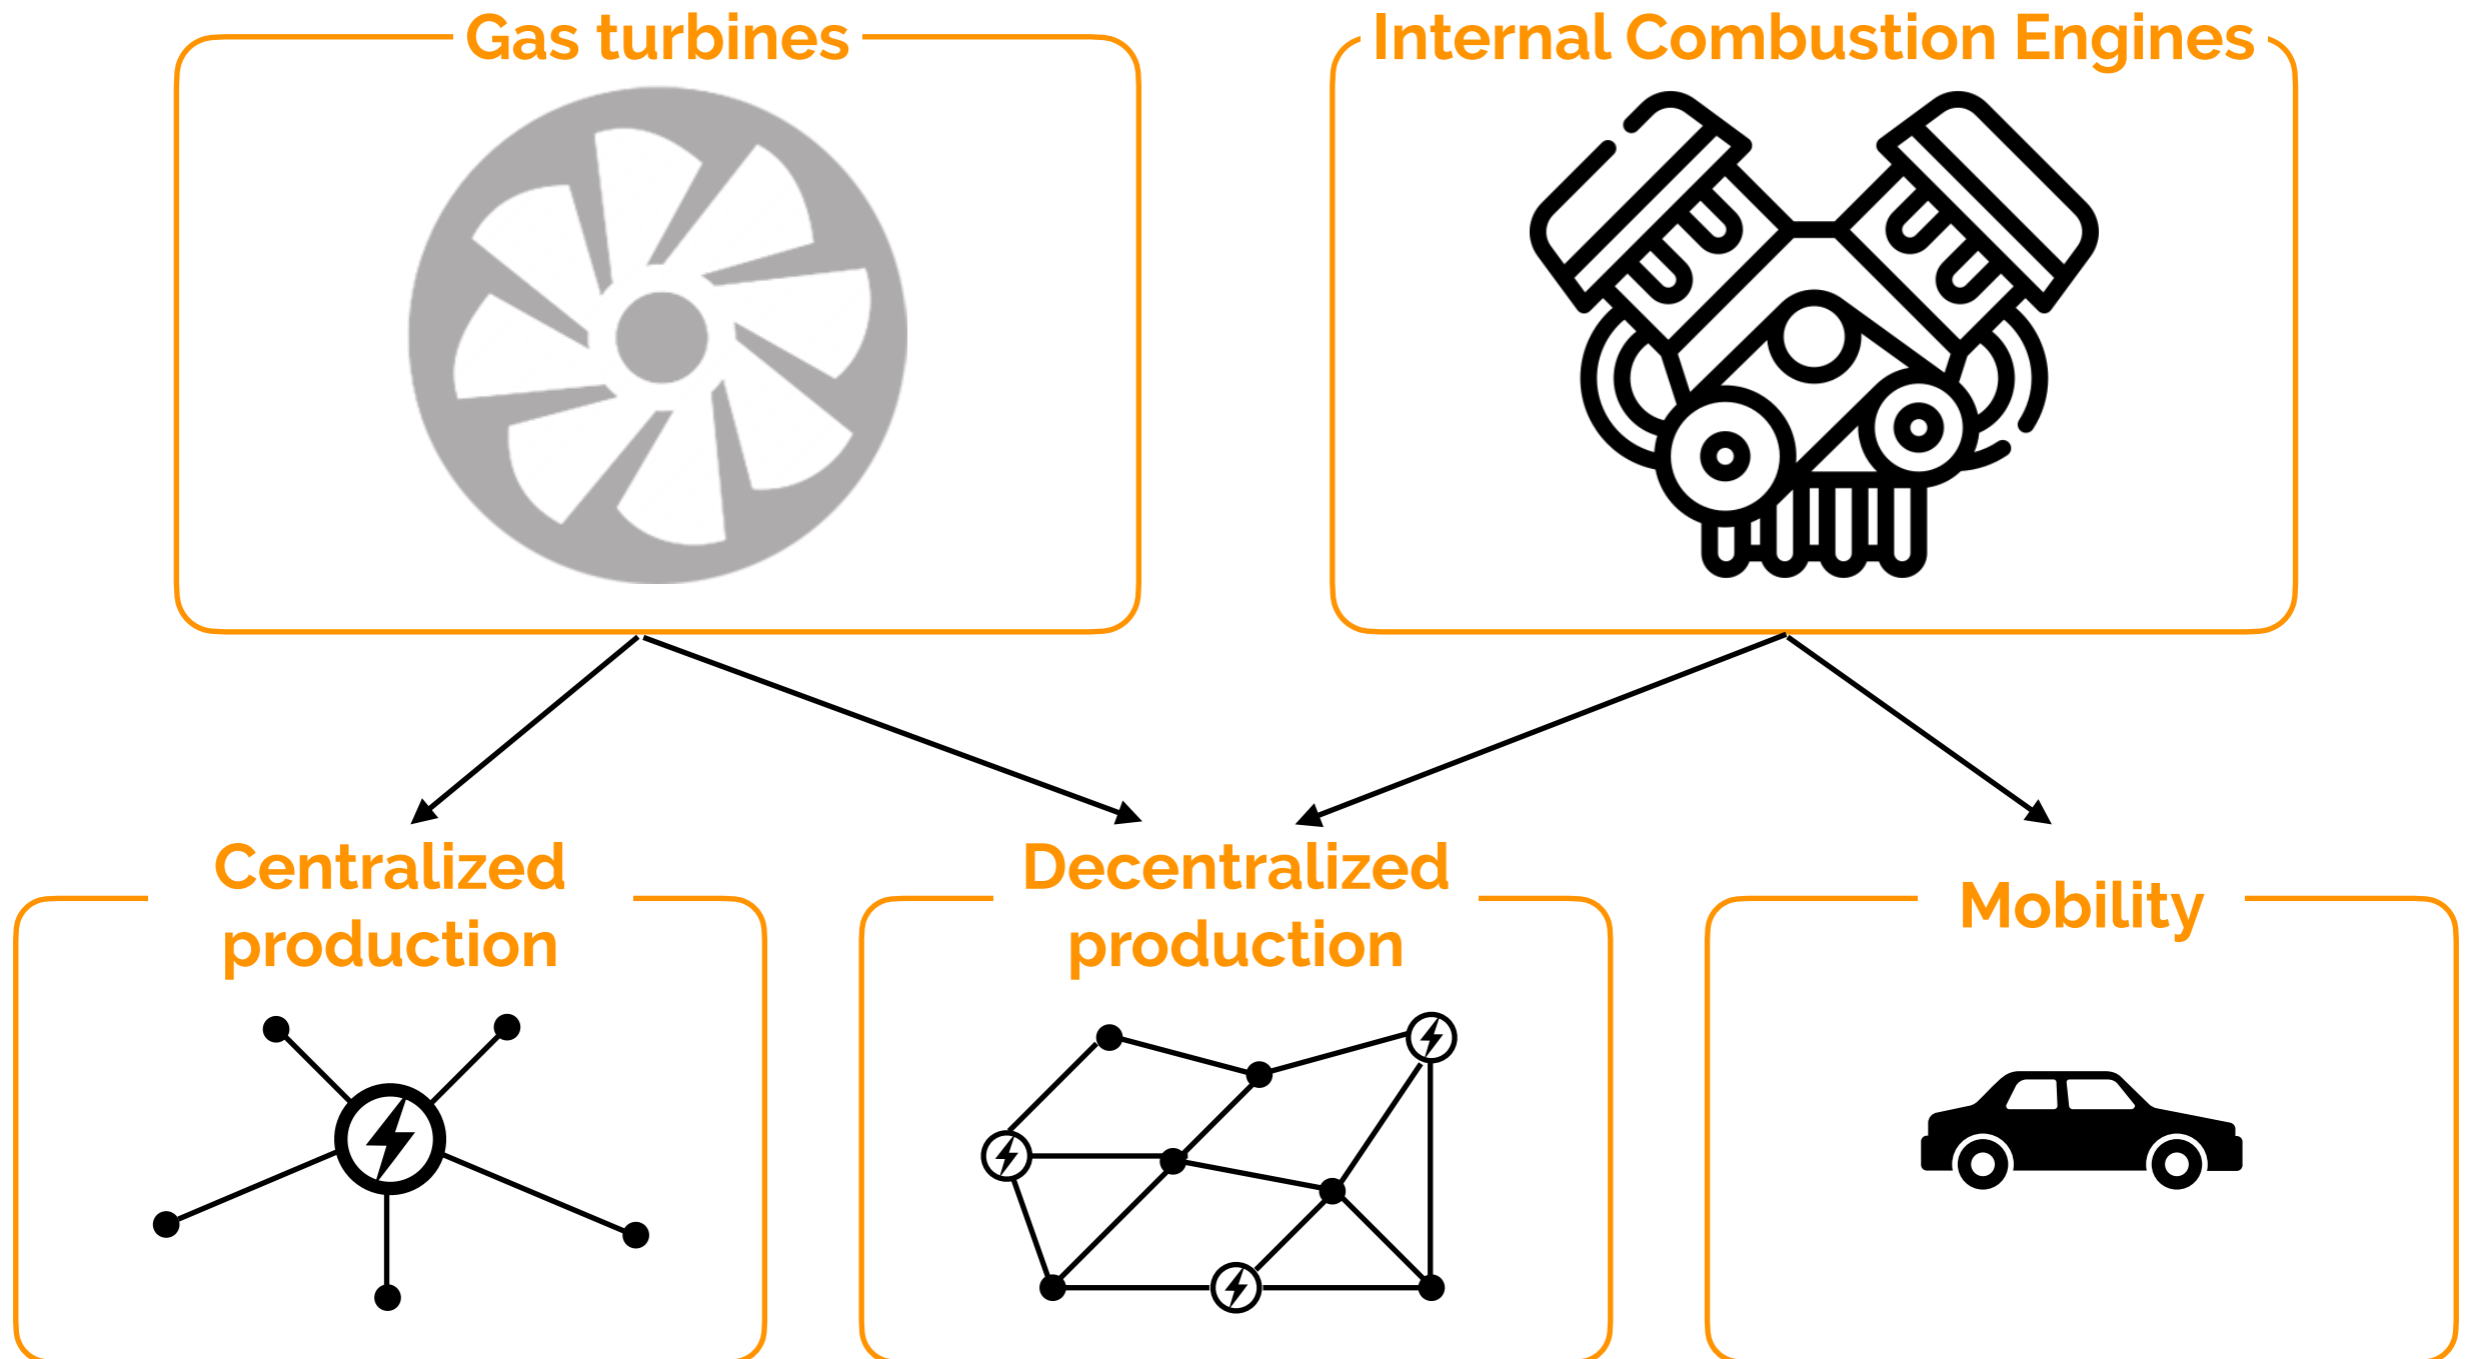 Gas turbines
Internal Combustion Engines
Centralized
production
Decentralized
production
Mobility